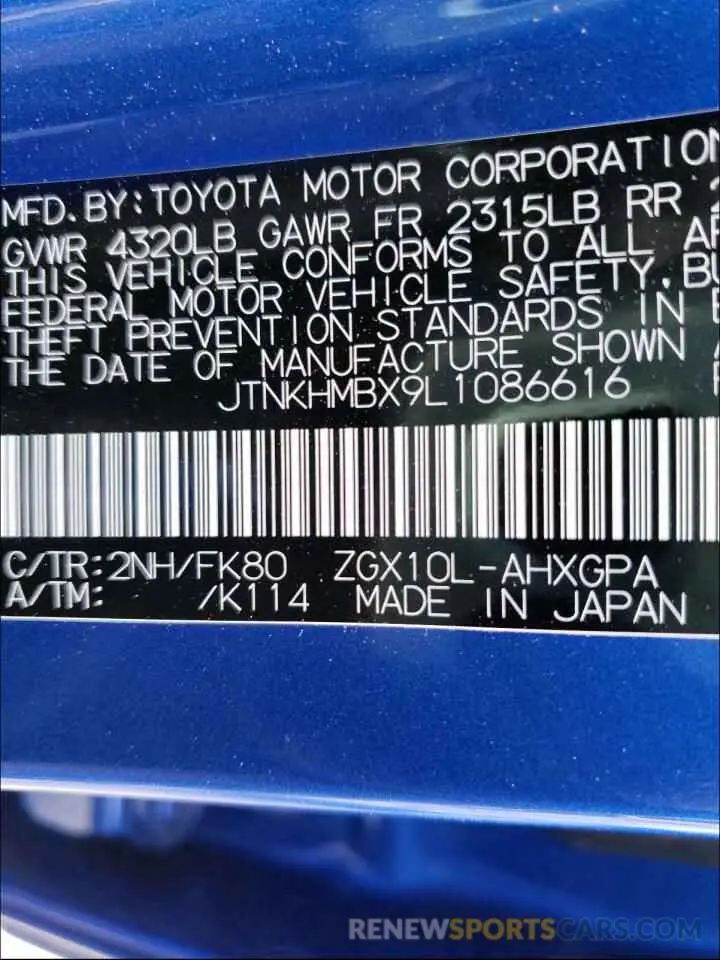 MFD. BY: TOYOTA MOTOR CORPORATION
GVWR 4320LB GAWR FR 2315LB RR
THIS VEHICLE CONFORMS TO ALL
FEDERAL MOTOR VEHICLE SAFETY, BU
THEFT PREVENTION STANDARDS IN
THE DATE OF MANUFACTURE SHOWN
JTNKHMBX9L1086616
C/TR: 2NH/FK80 ZGX10L-AHXGPA
A/TM: /K114 MADE IN JAPAN
RENEWSPORTSCARS.COM